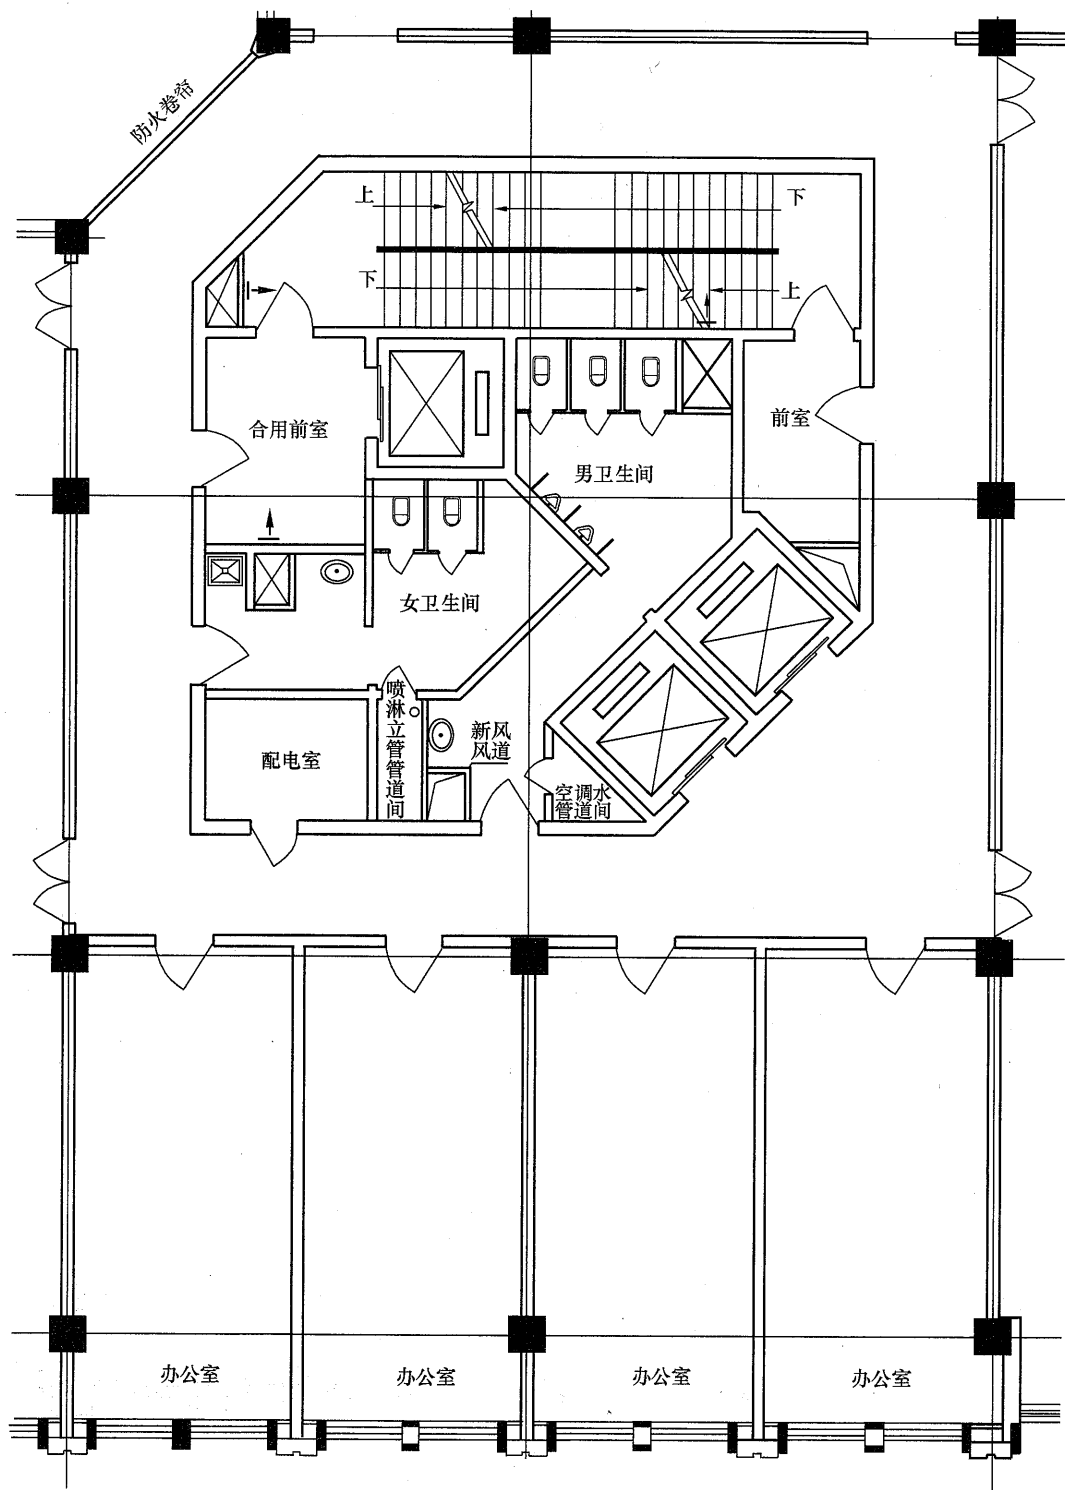 防火卷帘
上
下
下
上
合用前室
前室
男卫生间
女卫生间
喷淋立管管道间
新风
风道
配电室
空调水
管道间
办公室
办公室
办公室
办公室